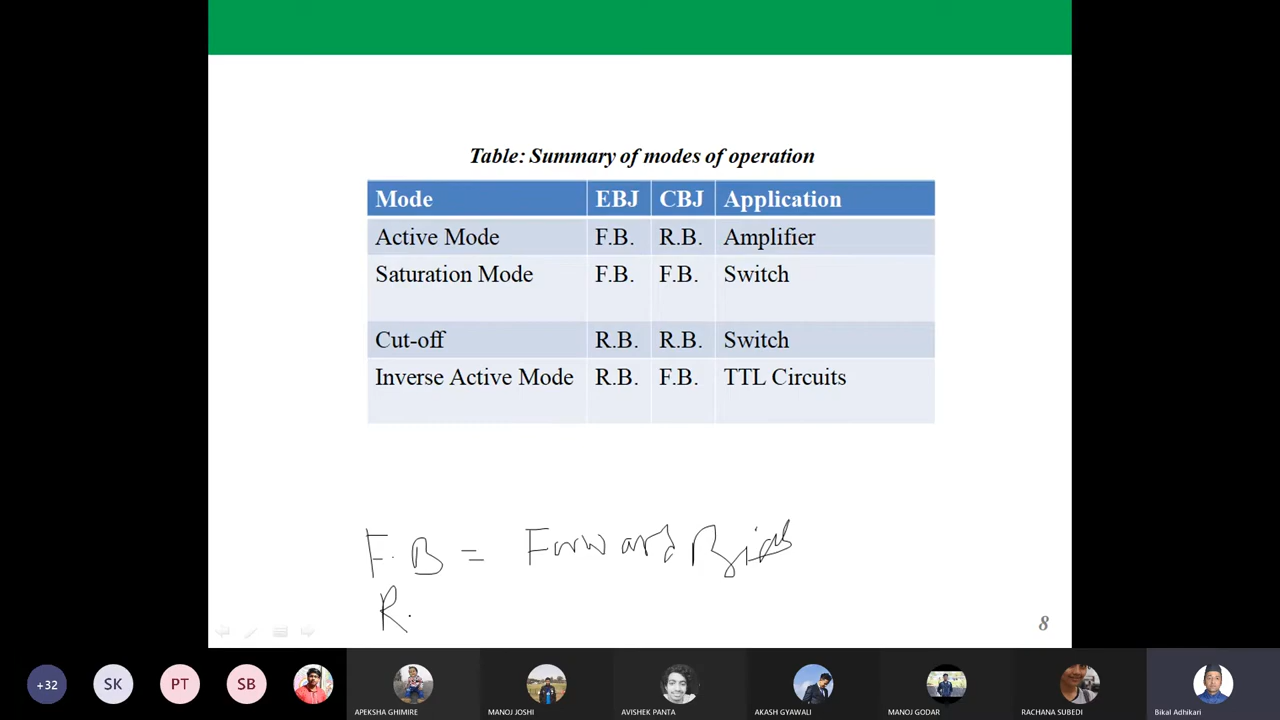 Table: Summary of modes of operation
Mode EBJ CBJ Application
Active Mode F.B. R.B. Amplifier
Saturation Mode F.B. F.B. Switch
Cut-off R.B. R.B. Switch
Inverse Active Mode R.B. F.B. TTL Circuits
F.B = Forward Bias
R.
8
+32 SK PT SB
APEKSHA GHIMIRE MANOJ JOSHI AVISHEK PANTA AKASH GYAWALI MANOJ GODAR RACHANA SUBEDI Bikal Adhikari